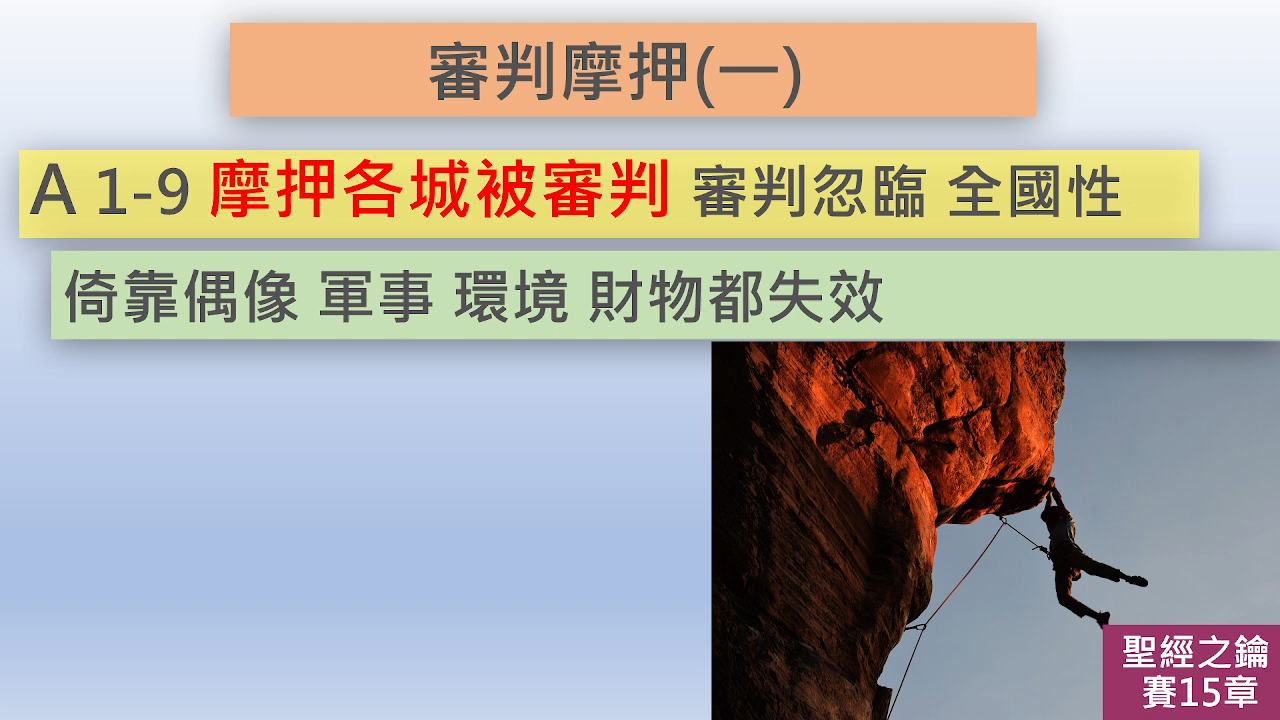 審判摩押(一)
A 1-9 摩押各城被審判 審判忽臨 全國性
倚靠偶像 軍事 環境 財物都失效
聖經之鑰
賽15章